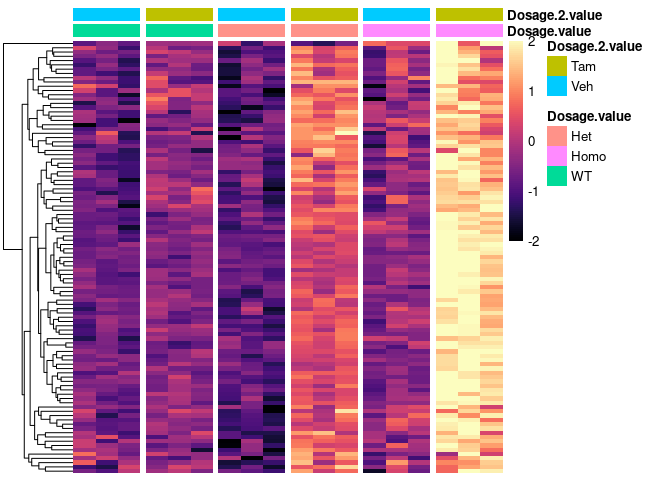 Dosage.2.value
Dosage.value
2
1
0
-1
-2
Dosage.2.value
Tam
Veh
Dosage.value
Het
Homo
WT